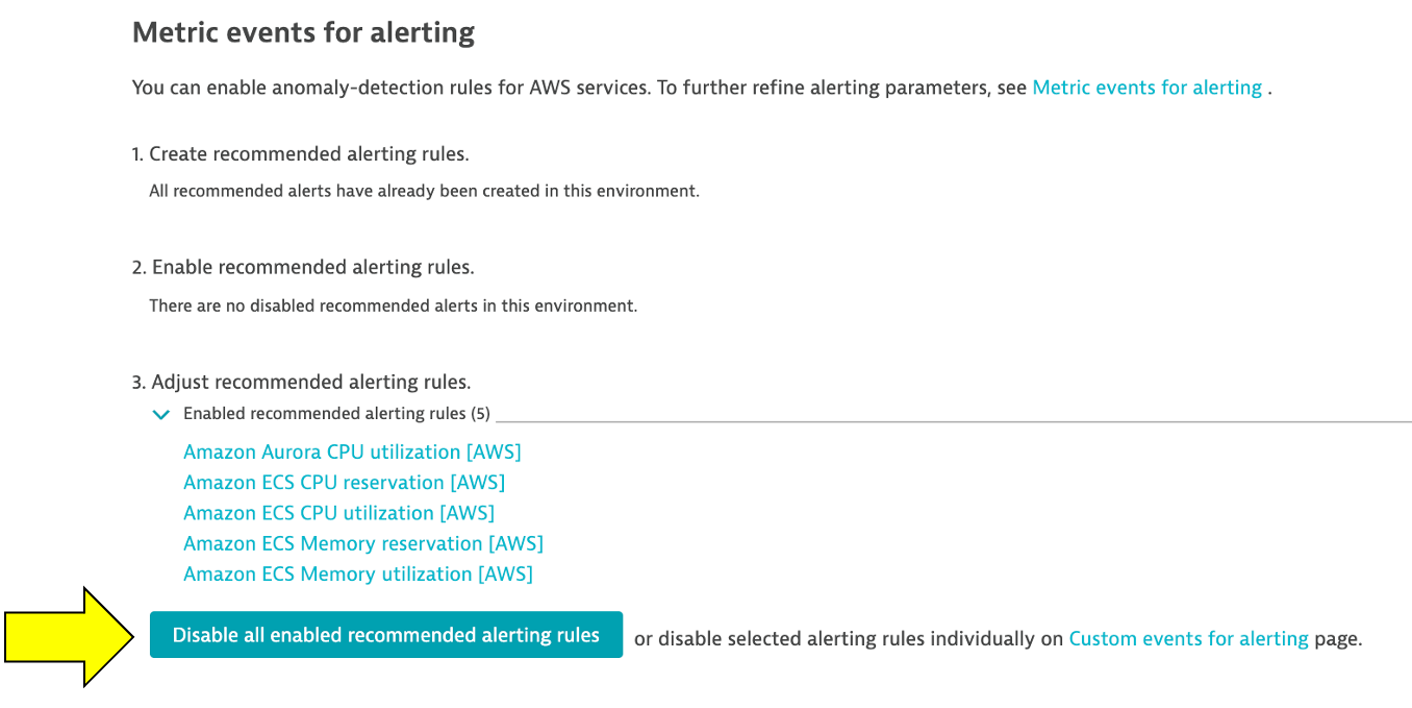 Metric events for alerting
You can enable anomaly-detection rules for AWS services. To further refine alerting parameters, see Metric events for alerting .
1. Create recommended alerting rules.
All recommended alerts have already been created in this environment.
2. Enable recommended alerting rules.
There are no disabled recommended alerts in this environment.
3. Adjust recommended alerting rules.
Enabled recommended alerting rules (5)
Amazon Aurora CPU utilization [AWS]
Amazon ECS CPU reservation [AWS]
Amazon ECS CPU utilization [AWS]
Amazon ECS Memory reservation [AWS]
Amazon ECS Memory utilization [AWS]
Disable all enabled recommended alerting rules or disable selected alerting rules individually on Custom events for alerting page.